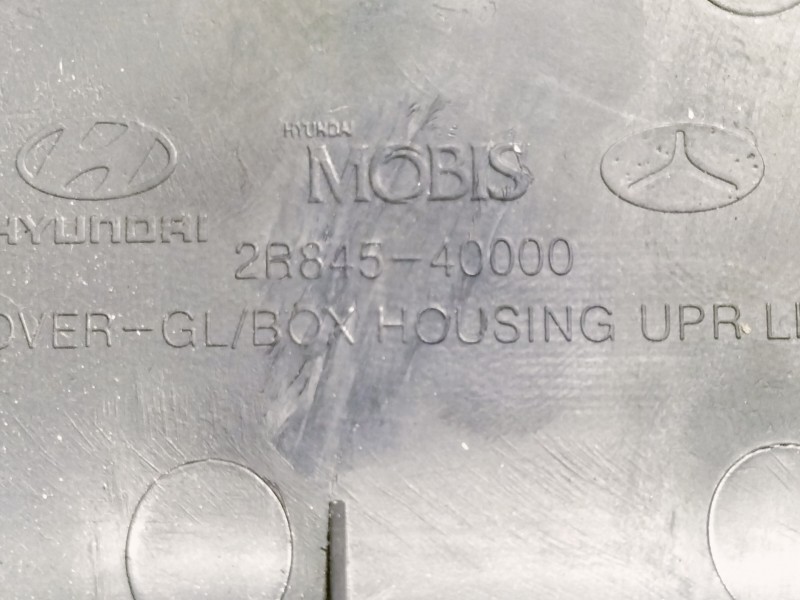 HYUNDAI
MOBIS
HYUNDAI
2R845-40000
OVER-GL/BOX HOUSING UPR L